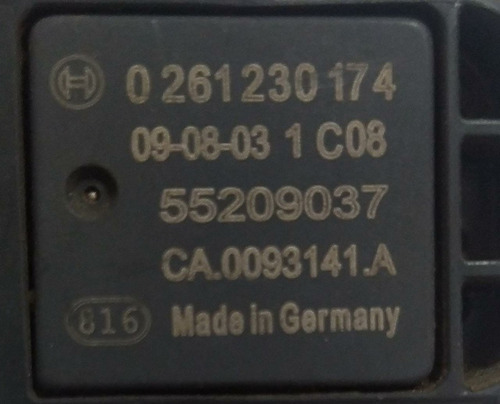 0 261 230 174
09-08-03 1 C08
55209037
CA.0093141.A
816 Made in Germany